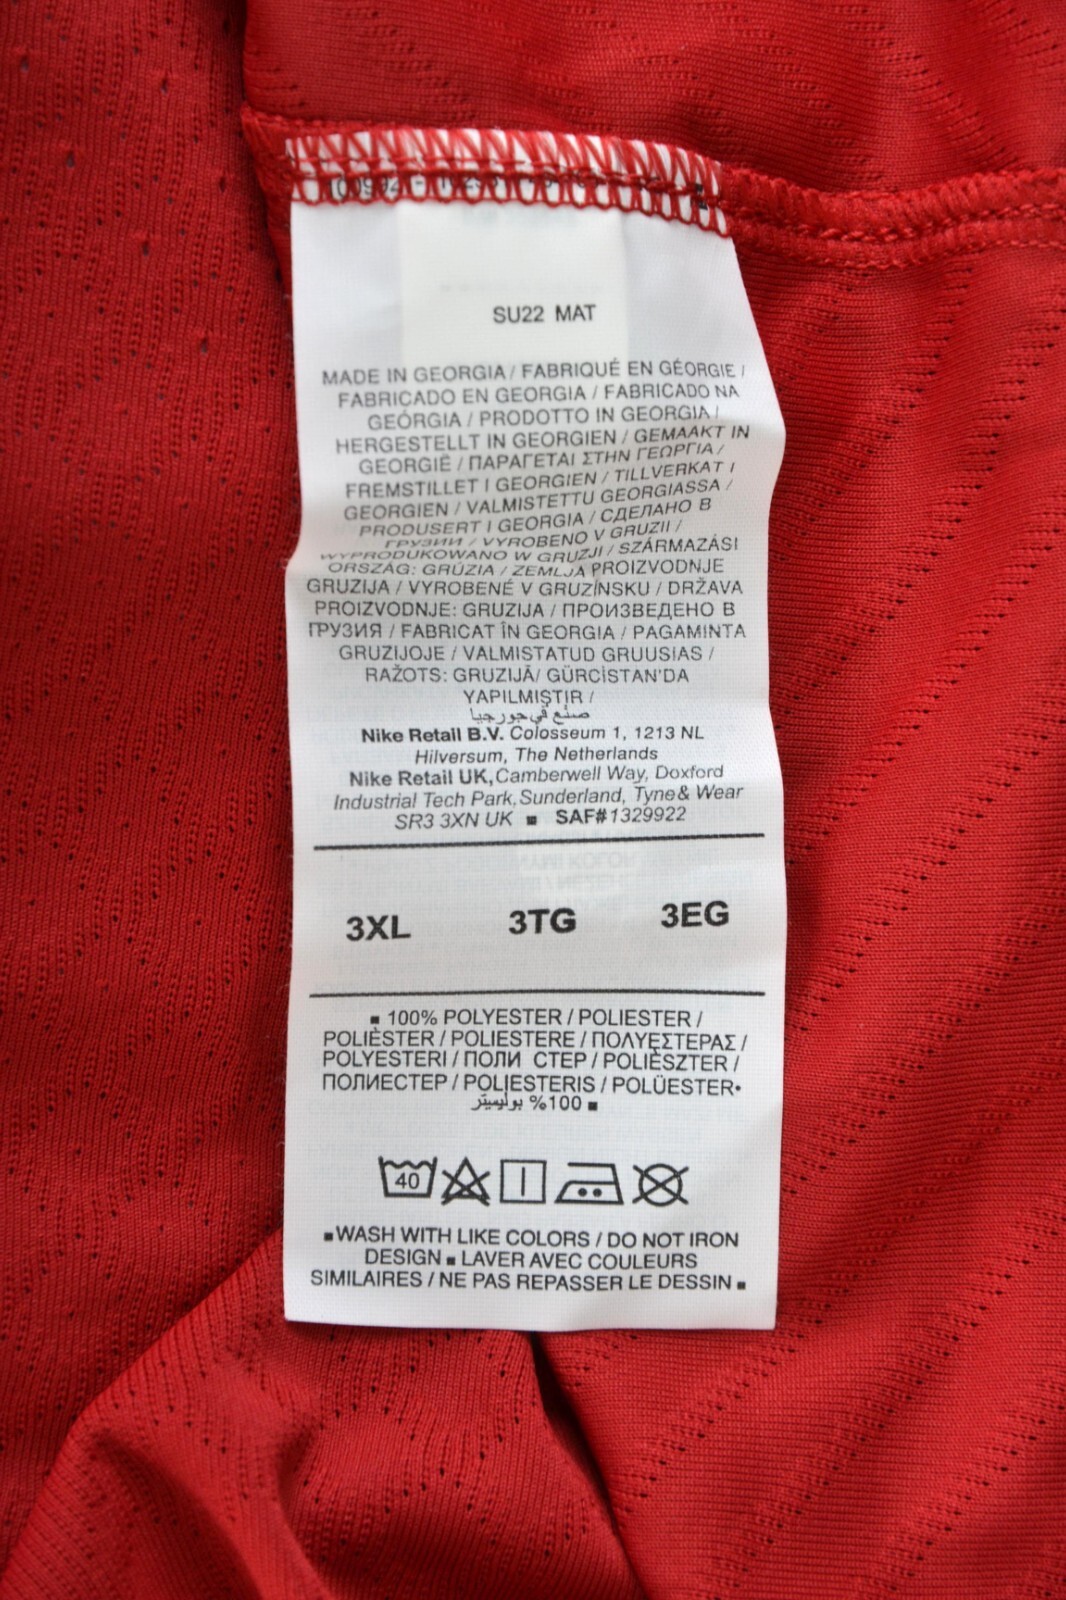 SU22 MAT
MADE IN GEORGIA / FABRIQUÉ EN GÉORGIE /
FABRICADO EN GEORGIA / FABRICADO NA
GEÓRGIA / PRODOTTO IN GEORGIA /
HERGESTELLT IN GEORGIEN / GEMAAKT IN
GEORGIË / ΠΑΡΑΓΕΤΑΙ ΣΤΗΝ ΓΕΩΡΓΙΑ /
FREMSTILLET I GEORGIEN / TILLVERKAT I
GEORGIEN / VALMISTETTU GEORGIASSA /
PRODUSERT I GEORGIA / СДЕЛАНО В
ГРУЗИИ / VYROBENO V GRUZII /
WYPRODUKOWANO W GRUZJI / SZÁRMAZÁSI
ORSZÁG: GRÚZIA / ZEMLJA PROIZVODNJE
GRUZIJA / VYROBENÉ V GRUZÍNSKU / DRŽAVA
PROIZVODNJE: GRUZIJA / ПРОИЗВЕДЕНО В
ГРУЗИЯ / FABRICAT ÎN GEORGIA / PAGAMINTA
GRUZIJOJE / VALMISTATUD GRUUSIAS /
RAŽOTS: GRUZIJĀ/ GÜRCİSTAN'DA
YAPILMIŞTIR /
صنع في جورجيا
Nike Retail B.V. Colosseum 1, 1213 NL
Hilversum, The Netherlands
Nike Retail UK, Camberwell Way, Doxford
Industrial Tech Park, Sunderland, Tyne & Wear
SR3 3XN UK ▪ SAF# 1329922
3XL 3TG 3EG
▪ 100% POLYESTER / POLIESTER /
POLIÈSTER / POLIESTERE / ΠΟΛΥΕΣΤΕΡΑΣ /
POLYESTERI / ПОЛИ СТЕР / POLIÈSZTER /
ПОЛИЕСТЕР / POLIESTERIS / POLÜESTER▪
▪ 100% بوليستر
40
▪WASH WITH LIKE COLORS / DO NOT IRON
DESIGN ▪ LAVER AVEC COULEURS
SIMILAIRES / NE PAS REPASSER LE DESSIN ▪